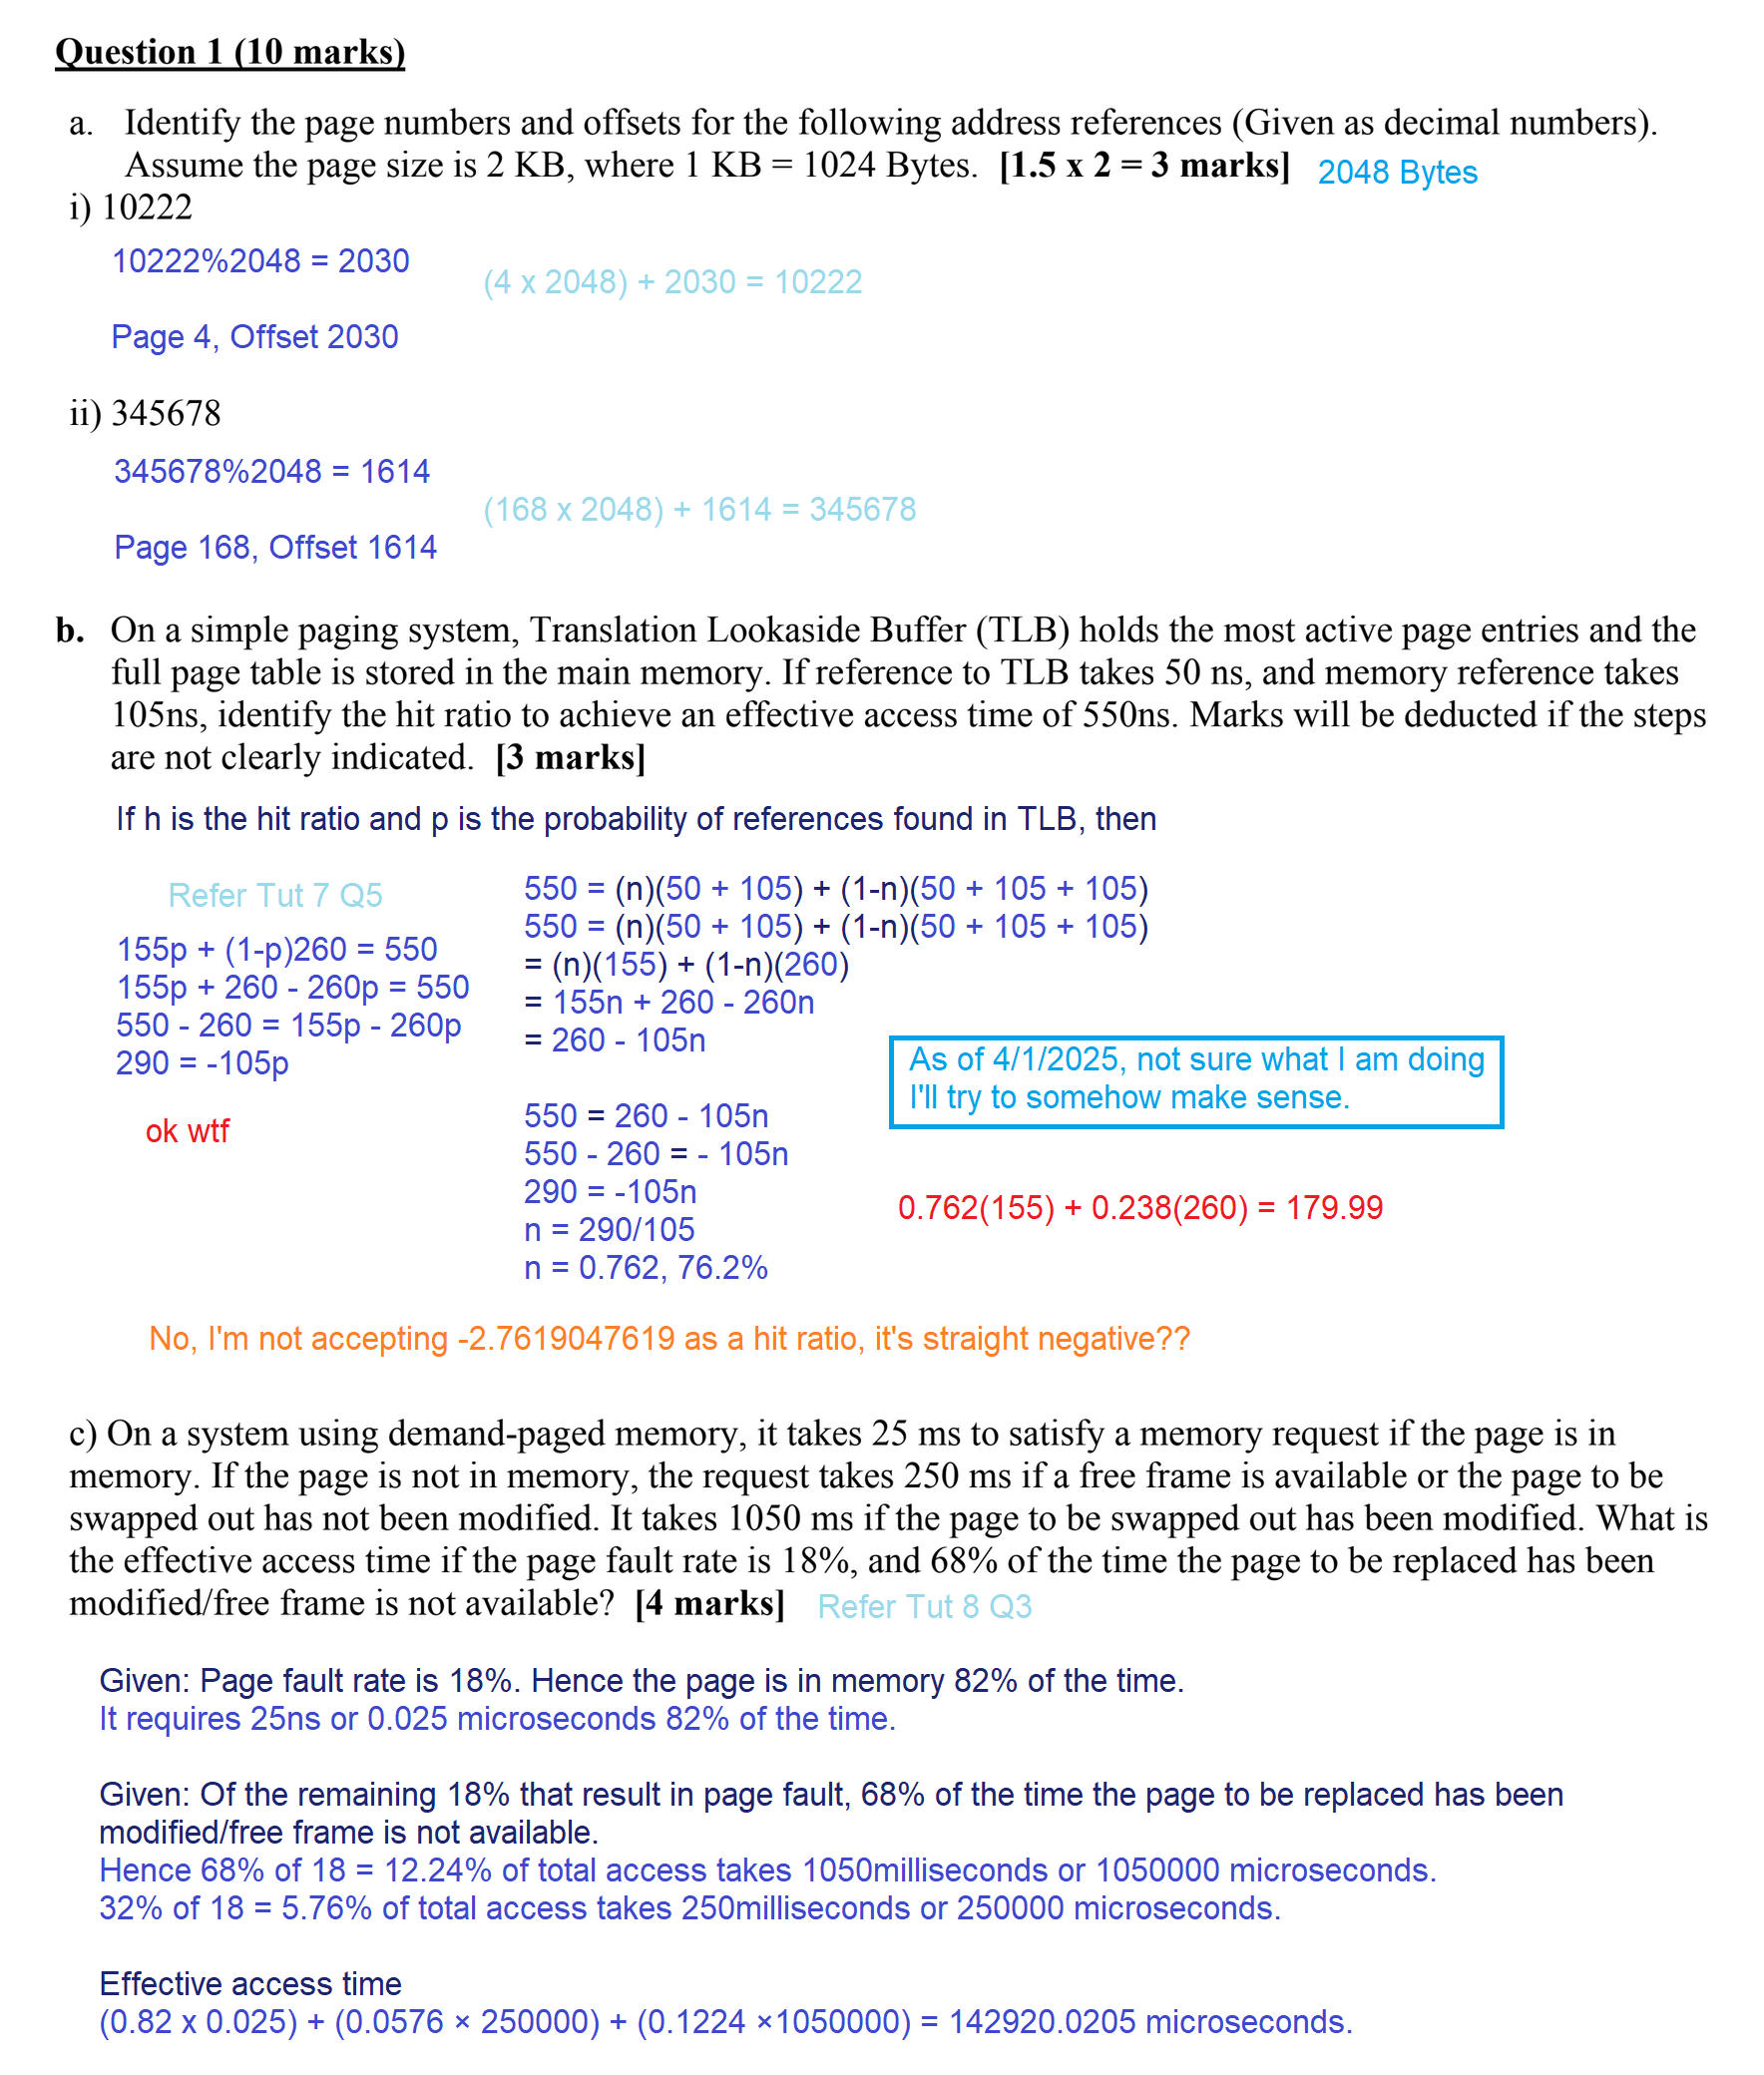 Question 1 (10 marks)
a. Identify the page numbers and offsets for the following address references (Given as decimal numbers).
Assume the page size is 2 KB, where 1 KB = 1024 Bytes. [1.5 x 2 = 3 marks] 2048 Bytes
i) 10222
10222%2048 = 2030
(4 x 2048) + 2030 = 10222
Page 4, Offset 2030
ii) 345678
345678%2048 = 1614
(168 x 2048) + 1614 = 345678
Page 168, Offset 1614
b. On a simple paging system, Translation Lookaside Buffer (TLB) holds the most active page entries and the
full page table is stored in the main memory. If reference to TLB takes 50 ns, and memory reference takes
105ns, identify the hit ratio to achieve an effective access time of 550ns. Marks will be deducted if the steps
are not clearly indicated. [3 marks]
If h is the hit ratio and p is the probability of references found in TLB, then
Refer Tut 7 Q5
155p + (1-p)260 = 550
155p + 260 - 260p = 550
550 - 260 = 155p - 260p
290 = -105p
ok wtf
550 = (n)(50 + 105) + (1-n)(50 + 105 + 105)
550 = (n)(50 + 105) + (1-n)(50 + 105 + 105)
= (n)(155) + (1-n)(260)
= 155n + 260 - 260n
= 260 - 105n
550 = 260 - 105n
550 - 260 = - 105n
290 = -105n
n = 290/105
n = 0.762, 76.2%
As of 4/1/2025, not sure what I am doing
I'll try to somehow make sense.
0.762(155) + 0.238(260) = 179.99
No, I'm not accepting -2.7619047619 as a hit ratio, it's straight negative??
c) On a system using demand-paged memory, it takes 25 ms to satisfy a memory request if the page is in
memory. If the page is not in memory, the request takes 250 ms if a free frame is available or the page to be
swapped out has not been modified. It takes 1050 ms if the page to be swapped out has been modified. What is
the effective access time if the page fault rate is 18%, and 68% of the time the page to be replaced has been
modified/free frame is not available? [4 marks] Refer Tut 8 Q3
Given: Page fault rate is 18%. Hence the page is in memory 82% of the time.
It requires 25ns or 0.025 microseconds 82% of the time.
Given: Of the remaining 18% that result in page fault, 68% of the time the page to be replaced has been
modified/free frame is not available.
Hence 68% of 18 = 12.24% of total access takes 1050milliseconds or 1050000 microseconds.
32% of 18 = 5.76% of total access takes 250milliseconds or 250000 microseconds.
Effective access time
(0.82 x 0.025) + (0.0576 × 250000) + (0.1224 ×1050000) = 142920.0205 microseconds.